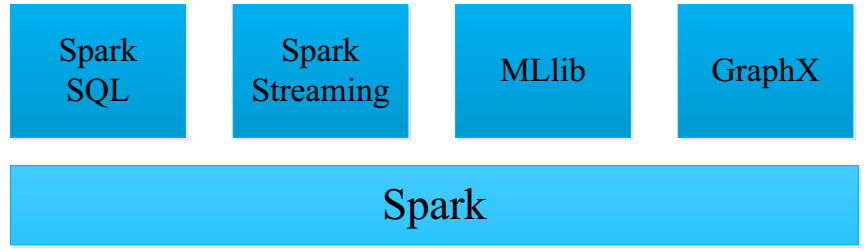 Spark
SQL
Spark
Streaming
MLlib
GraphX
Spark